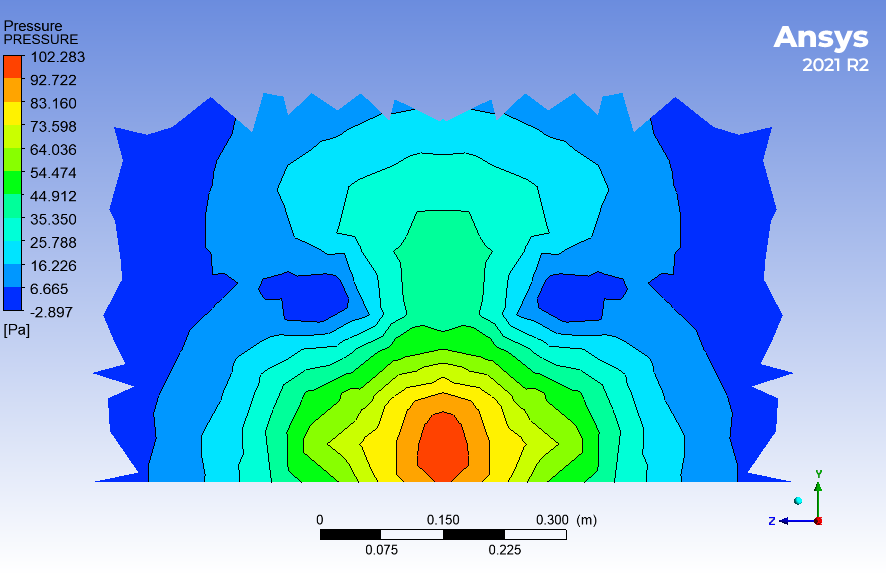 Pressure
PRESSURE
102.283
92.722
83.160
73.598
64.036
54.474
44.912
35.350
25.788
16.226
6.665
-2.897
[Pa]
Ansys
2021 R2
0 0.150 0.300 (m)
0.075 0.225
Y
Z